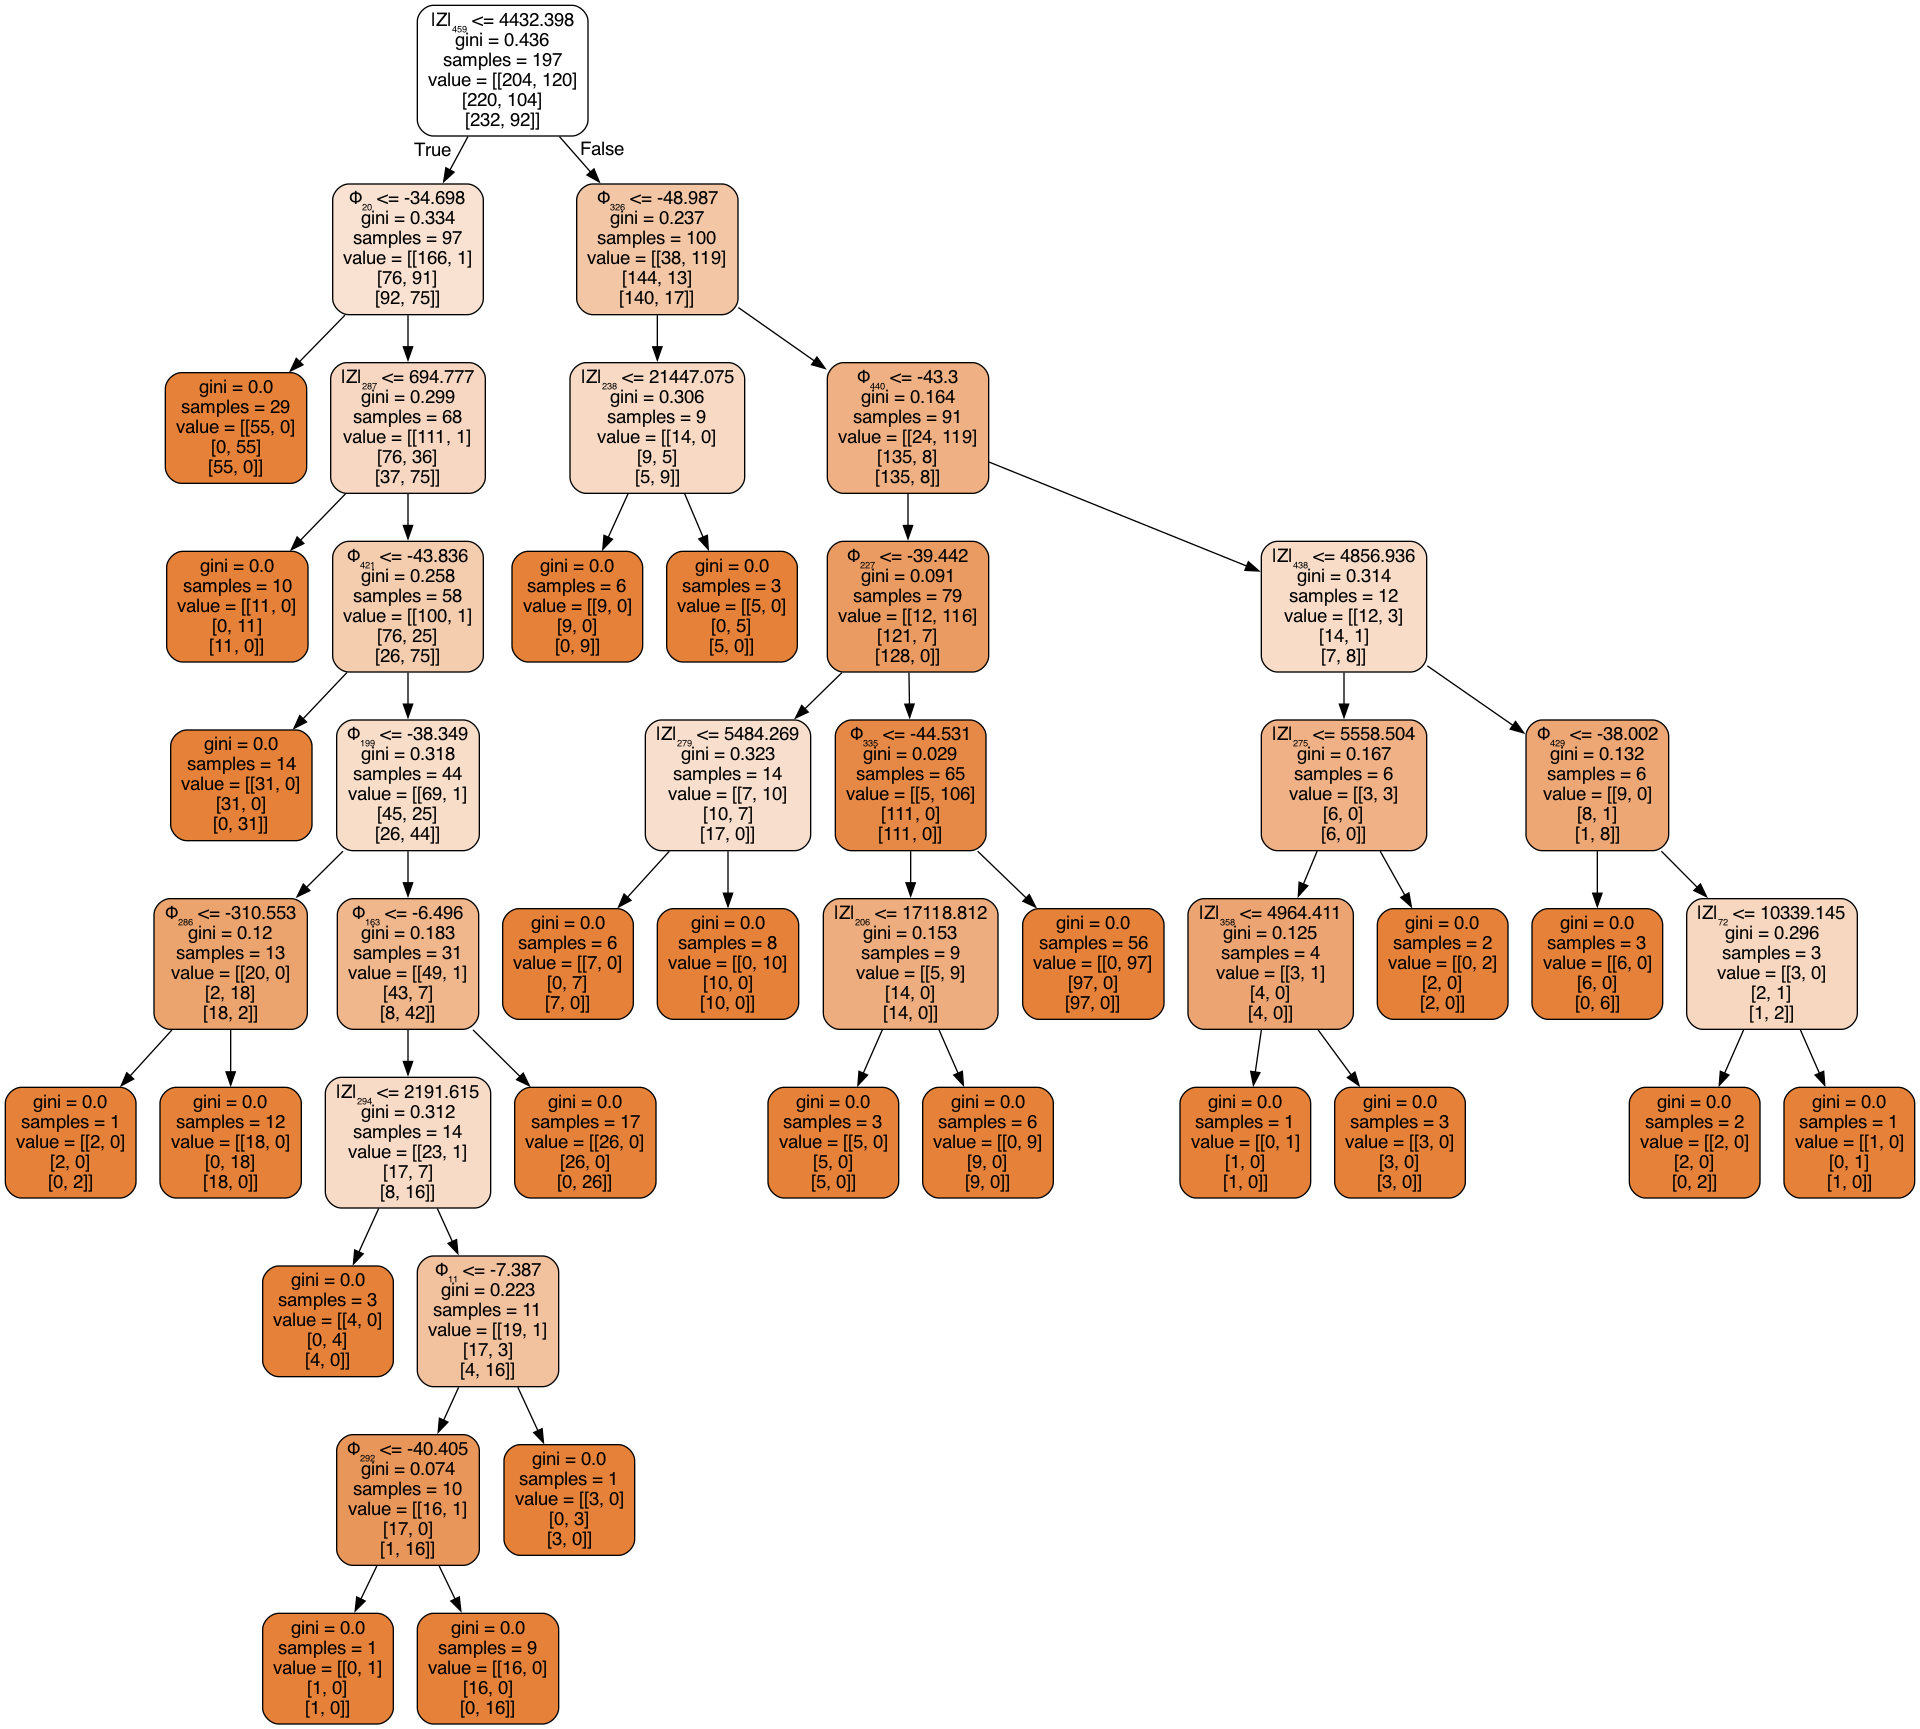 |Z|₄₅₉ <= 4432.398
gini = 0.436
samples = 197
value = [[204, 120]
[220, 104]
[232, 92]]
True
False
Φ₂₀ <= -34.698
gini = 0.334
samples = 97
value = [[166, 1]
[76, 91]
[92, 75]]
Φ₃₂₆ <= -48.987
gini = 0.237
samples = 100
value = [[38, 119]
[144, 13]
[140, 17]]
gini = 0.0
samples = 29
value = [[55, 0]
[0, 55]
[55, 0]]
|Z|₂₈₇ <= 694.777
gini = 0.299
samples = 68
value = [[111, 1]
[76, 36]
[37, 75]]
|Z|₂₃₈ <= 21447.075
gini = 0.306
samples = 9
value = [[14, 0]
[9, 5]
[5, 9]]
Φ₄₄₀ <= -43.3
gini = 0.164
samples = 91
value = [[24, 119]
[135, 8]
[135, 8]]
gini = 0.0
samples = 10
value = [[11, 0]
[0, 11]
[11, 0]]
Φ₄₂₁ <= -43.836
gini = 0.258
samples = 58
value = [[100, 1]
[76, 25]
[26, 75]]
gini = 0.0
samples = 6
value = [[9, 0]
[9, 0]
[0, 9]]
gini = 0.0
samples = 3
value = [[5, 0]
[0, 5]
[5, 0]]
Φ₂₂₇ <= -39.442
gini = 0.091
samples = 79
value = [[12, 116]
[121, 7]
[128, 0]]
|Z|₄₃₈ <= 4856.936
gini = 0.314
samples = 12
value = [[12, 3]
[14, 1]
[7, 8]]
gini = 0.0
samples = 14
value = [[31, 0]
[31, 0]
[0, 31]]
Φ₁₉₉ <= -38.349
gini = 0.318
samples = 44
value = [[69, 1]
[45, 25]
[26, 44]]
|Z|₂₇₉ <= 5484.269
gini = 0.323
samples = 14
value = [[7, 10]
[10, 7]
[17, 0]]
Φ₃₃₅ <= -44.531
gini = 0.029
samples = 65
value = [[5, 106]
[111, 0]
[111, 0]]
|Z|₂₇₅ <= 5558.504
gini = 0.167
samples = 6
value = [[3, 3]
[6, 0]
[6, 0]]
Φ₄₂₉ <= -38.002
gini = 0.132
samples = 6
value = [[9, 0]
[8, 1]
[1, 8]]
Φ₂₈₆ <= -310.553
gini = 0.12
samples = 13
value = [[20, 0]
[2, 18]
[18, 2]]
Φ₁₆₃ <= -6.496
gini = 0.183
samples = 31
value = [[49, 1]
[43, 7]
[8, 42]]
gini = 0.0
samples = 6
value = [[7, 0]
[0, 7]
[7, 0]]
gini = 0.0
samples = 8
value = [[0, 10]
[10, 0]
[10, 0]]
|Z|₂₀₆ <= 17118.812
gini = 0.153
samples = 9
value = [[5, 9]
[14, 0]
[14, 0]]
gini = 0.0
samples = 56
value = [[0, 97]
[97, 0]
[97, 0]]
|Z|₃₅₈ <= 4964.411
gini = 0.125
samples = 4
value = [[3, 1]
[4, 0]
[4, 0]]
gini = 0.0
samples = 2
value = [[0, 2]
[2, 0]
[2, 0]]
gini = 0.0
samples = 3
value = [[6, 0]
[6, 0]
[0, 6]]
|Z|₇₂ <= 10339.145
gini = 0.296
samples = 3
value = [[3, 0]
[2, 1]
[1, 2]]
gini = 0.0
samples = 1
value = [[2, 0]
[2, 0]
[0, 2]]
gini = 0.0
samples = 12
value = [[18, 0]
[0, 18]
[18, 0]]
|Z|₂₉₄ <= 2191.615
gini = 0.312
samples = 14
value = [[23, 1]
[17, 7]
[8, 16]]
gini = 0.0
samples = 17
value = [[26, 0]
[26, 0]
[0, 26]]
gini = 0.0
samples = 3
value = [[5, 0]
[5, 0]
[5, 0]]
gini = 0.0
samples = 6
value = [[0, 9]
[9, 0]
[9, 0]]
gini = 0.0
samples = 1
value = [[0, 1]
[1, 0]
[1, 0]]
gini = 0.0
samples = 3
value = [[3, 0]
[3, 0]
[3, 0]]
gini = 0.0
samples = 2
value = [[2, 0]
[2, 0]
[0, 2]]
gini = 0.0
samples = 1
value = [[1, 0]
[0, 1]
[1, 0]]
gini = 0.0
samples = 3
value = [[4, 0]
[0, 4]
[4, 0]]
Φ₁₁ <= -7.387
gini = 0.223
samples = 11
value = [[19, 1]
[17, 3]
[4, 16]]
Φ₂₉₂ <= -40.405
gini = 0.074
samples = 10
value = [[16, 1]
[17, 0]
[1, 16]]
gini = 0.0
samples = 1
value = [[3, 0]
[0, 3]
[3, 0]]
gini = 0.0
samples = 1
value = [[0, 1]
[1, 0]
[1, 0]]
gini = 0.0
samples = 9
value = [[16, 0]
[16, 0]
[0, 16]]